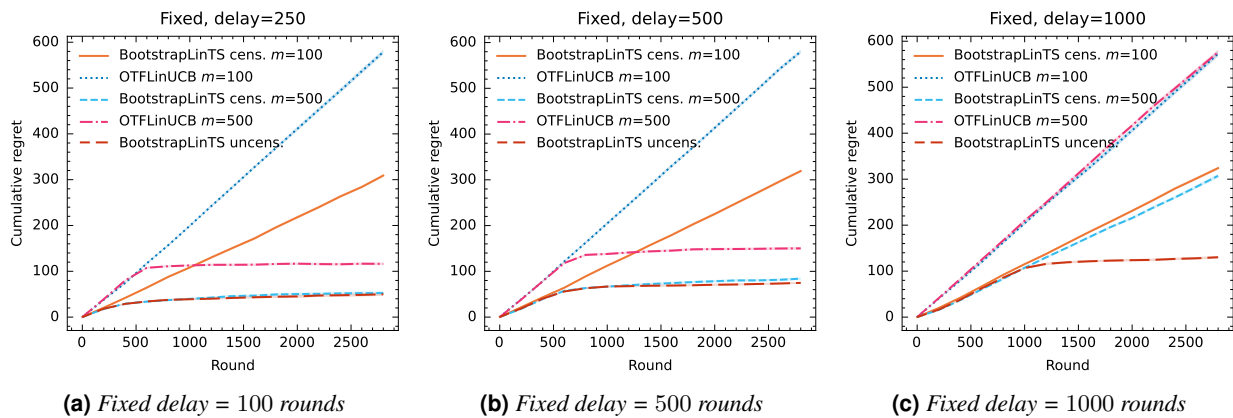 Fixed, delay=250
600
500
400
300
200
100
0
Cumulative regret
BootstrapLinTS cens. m=100
OTFLinUCB m=100
BootstrapLinTS cens. m=500
OTFLinUCB m=500
BootstrapLinTS uncens.
0 500 1000 1500 2000 2500
Round
(a) Fixed delay = 100 rounds
Fixed, delay=500
600
500
400
300
200
100
0
Cumulative regret
BootstrapLinTS cens. m=100
OTFLinUCB m=100
BootstrapLinTS cens. m=500
OTFLinUCB m=500
BootstrapLinTS uncens.
0 500 1000 1500 2000 2500
Round
(b) Fixed delay = 500 rounds
Fixed, delay=1000
600
500
400
300
200
100
0
Cumulative regret
BootstrapLinTS cens. m=100
OTFLinUCB m=100
BootstrapLinTS cens. m=500
OTFLinUCB m=500
BootstrapLinTS uncens.
0 500 1000 1500 2000 2500
Round
(c) Fixed delay = 1000 rounds